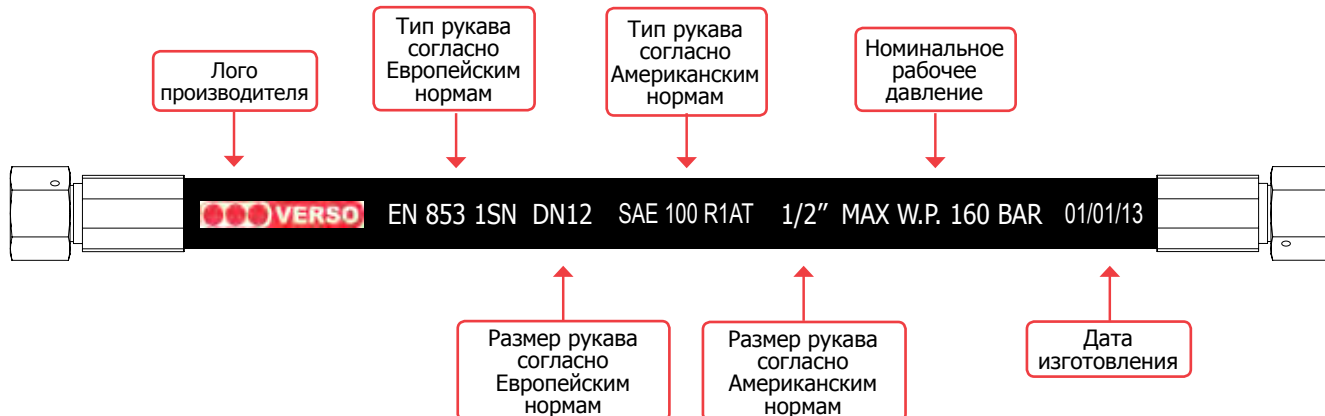 Лого
производителя
Тип рукава
согласно
Европейским
нормам
Тип рукава
согласно
Американским
нормам
Номинальное
рабочее
давление
VERSO EN 853 1SN DN12 SAE 100 R1AT 1/2” MAX W.P. 160 BAR 01/01/13
Размер рукава
согласно
Европейским
нормам
Размер рукава
согласно
Американским
нормам
Дата
изготовления